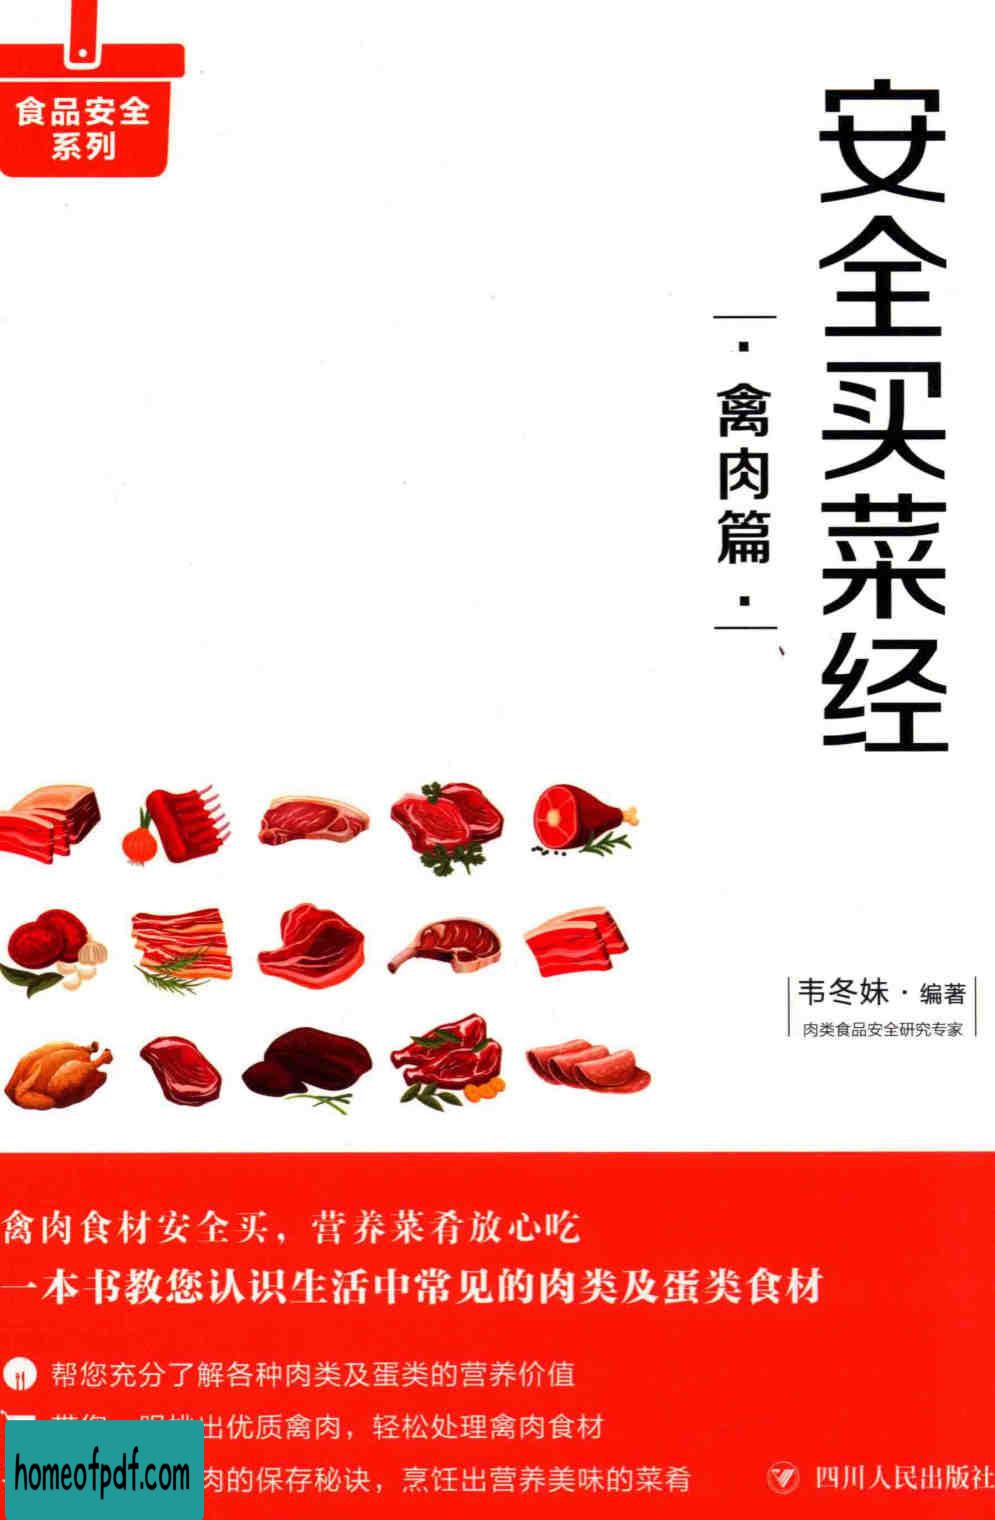 食品安全
系列
安全买菜经
·禽肉篇·
韦冬妹·编著
肉类食品安全研究专家
禽肉食材安全买，营养菜肴放心吃
一本书教您认识生活中常见的肉类及蛋类食材
帮您充分了解各种肉类及蛋类的营养价值
出优质禽肉，轻松处理禽肉食材
肉的保存秘诀，烹饪出营养美味的菜肴
四川人民出版社
homeofpdf.com